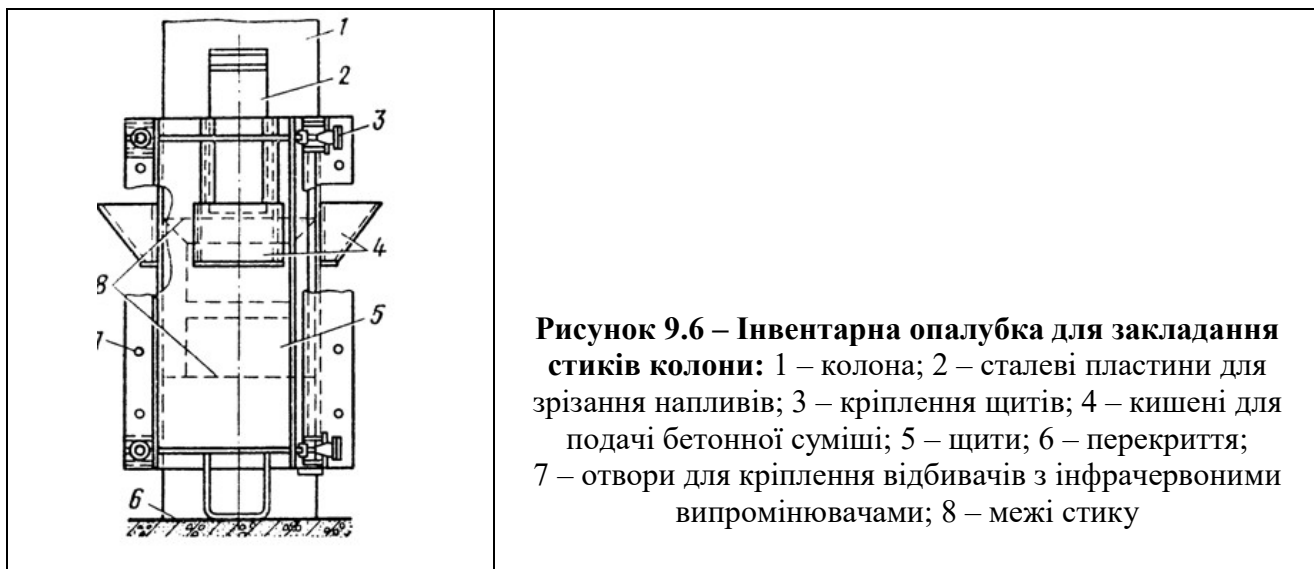 1
2
3
4
8
5
7
6
Рисунок 9.6 – Інвентарна опалубка для закладання
стиків колони: 1 – колона; 2 – сталеві пластини для
зрізання напливів; 3 – кріплення щитів; 4 – кишені для
подачі бетонної суміші; 5 – щити; 6 – перекриття;
7 – отвори для кріплення відбивачів з інфрачервоними
випромінювачами; 8 – межі стику